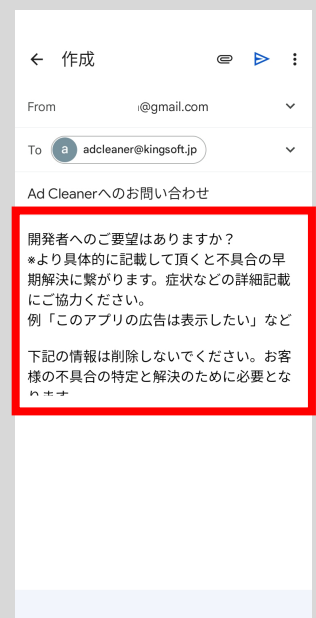 作成
From ı@gmail.com
To a adcleaner@kingsoft.jp
Ad Cleanerへのお問い合わせ
開発者へのご要望はありますか？
*より具体的に記載して頂くと不具合の早
期解決に繋がります。症状などの詳細記載
にご協力ください。
例「このアプリの広告は表示したい」など
下記の情報は削除しないでください。お客
様の不具合の特定と解決のために必要とな
ります